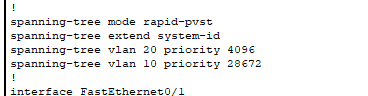 !
spanning-tree mode rapid-pvst
spanning-tree extend system-id
spanning-tree vlan 20 priority 4096
spanning-tree vlan 10 priority 28672
!
interface FastEthernet0/1